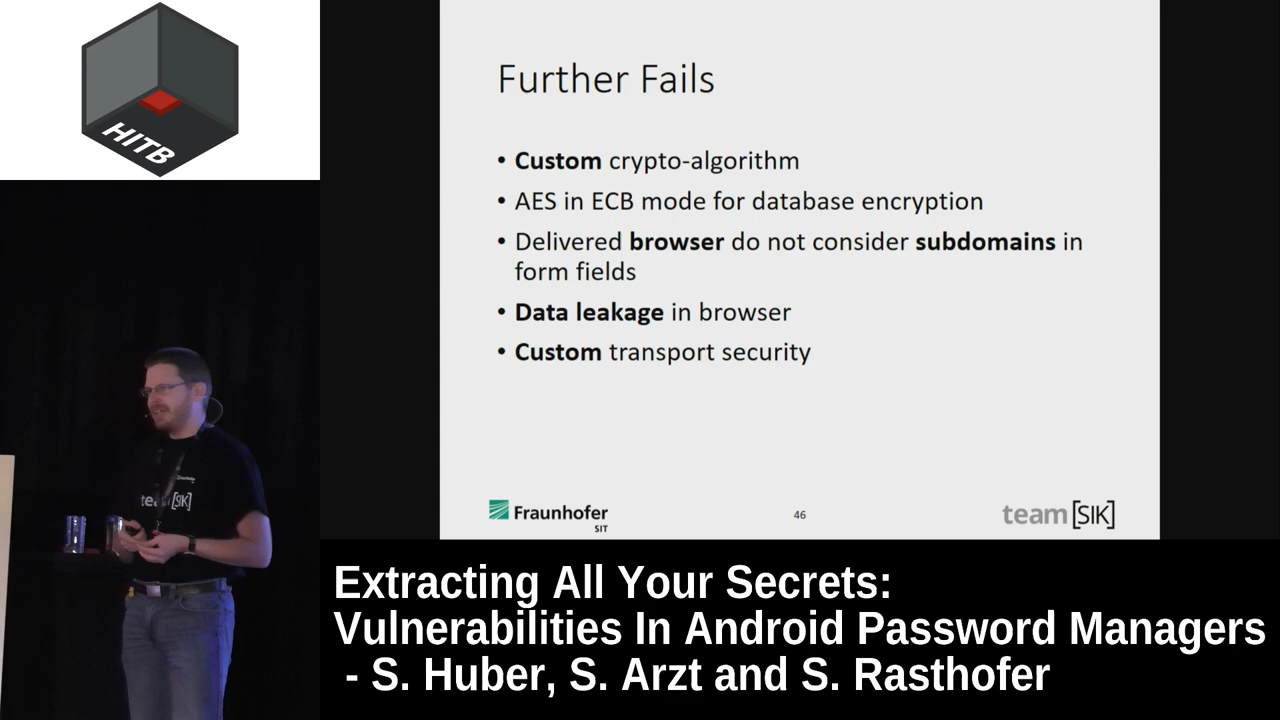 HITB
Further Fails
• Custom crypto-algorithm
• AES in ECB mode for database encryption
• Delivered browser do not consider subdomains in
form fields
• Data leakage in browser
• Custom transport security
Fraunhofer
SIT
46
team[SIK]
team[SIK]
Extracting All Your Secrets:
Vulnerabilities In Android Password Managers
- S. Huber, S. Arzt and S. Rasthofer